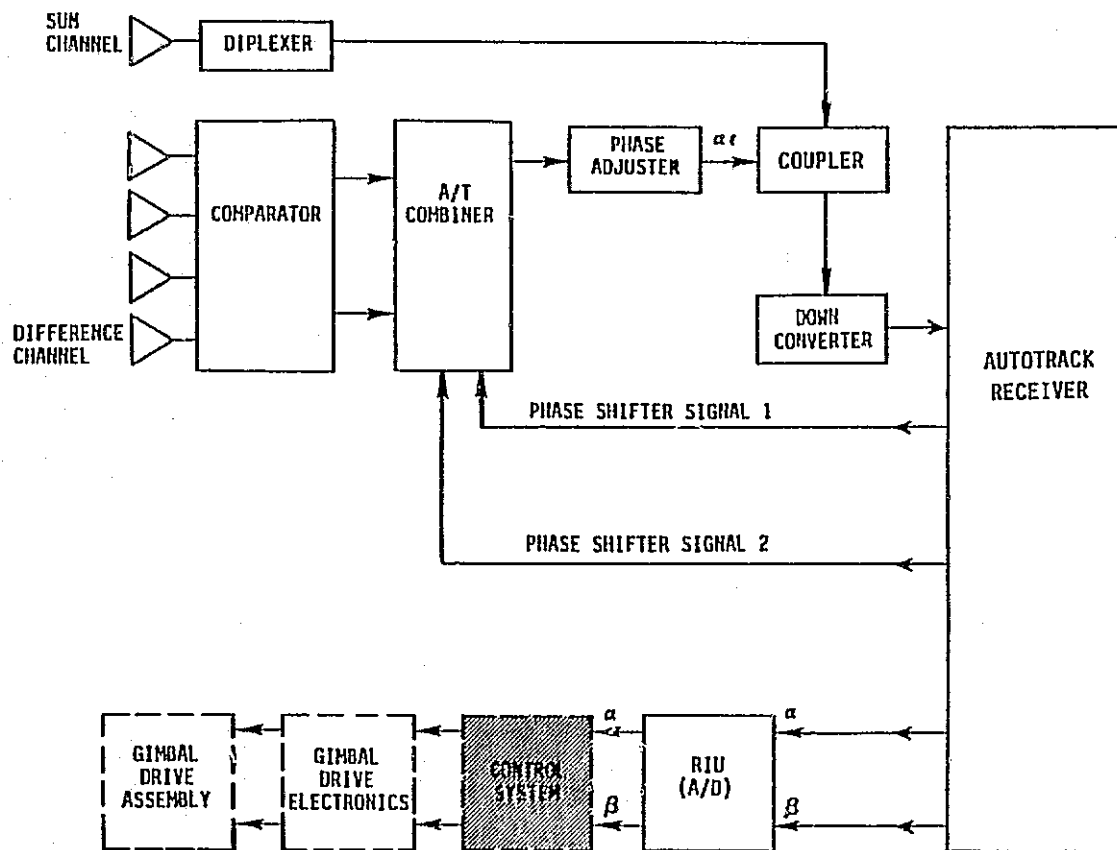 SUM
CHANNEL
DIPLEXER
COMPARATOR
A/T
COMBINER
PHASE
ADJUSTER
αε
COUPLER
DOWN
CONVERTER
DIFFERENCE
CHANNEL
AUTOTRACK
RECEIVER
PHASE SHIFTER SIGNAL 1
PHASE SHIFTER SIGNAL 2
GIMBAL
DRIVE
ASSEMBLY
GIMBAL
DRIVE
ELECTRONICS
CONTROL
SYSTEM
α
β
RIU
(A/D)
α
β